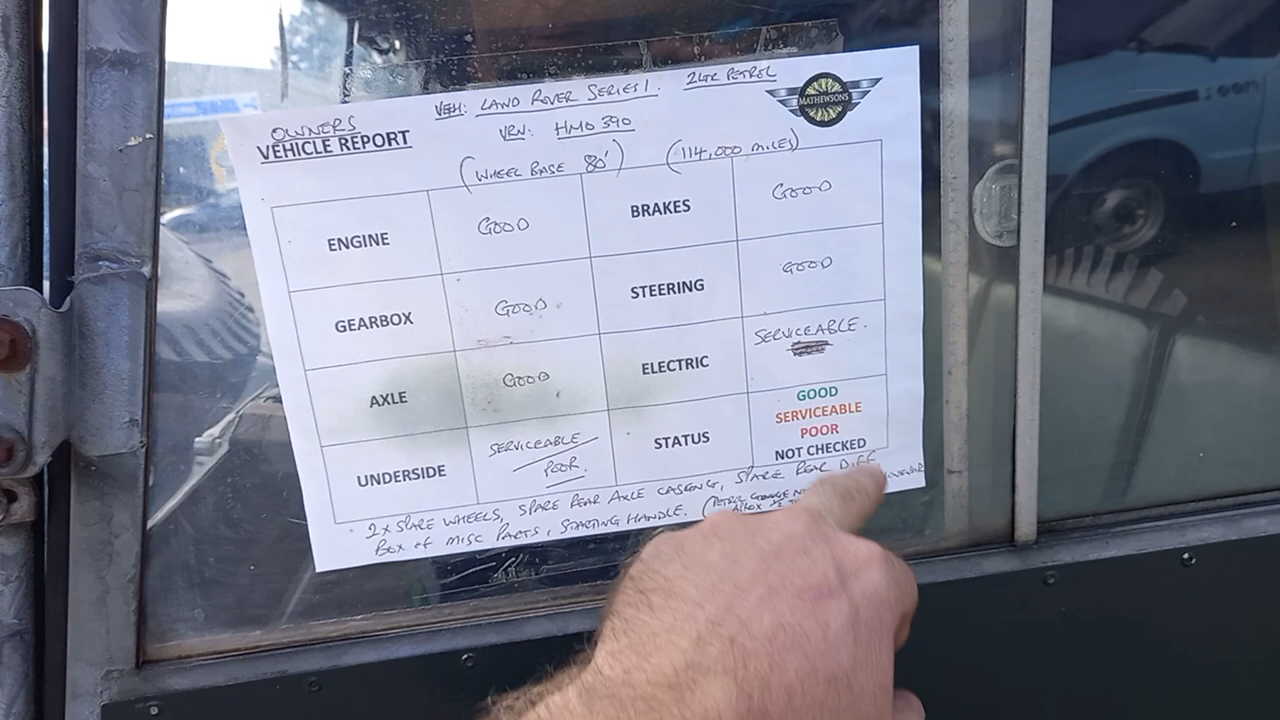 VEH: LAND ROVER SERIES 1. 2LTR PETROL
MATHEWSONS
OWNERS
VEHICLE REPORT
VRN: HMO 390
(WHEEL BASE 80') (114,000 MILES)
ENGINE GOOD BRAKES GOOD
GEARBOX GOOD STEERING GOOD
AXLE GOOD ELECTRIC SERVICEABLE.
UNDERSIDE SERVICEABLE POOR. STATUS GOOD
SERVICEABLE
POOR
NOT CHECKED
2 X SPARE WHEELS, SPARE REAR AXLE CASEING, SPARE REAR DIFF
BOX OF MISC PARTS, STARTING HANDLE. (PETROL